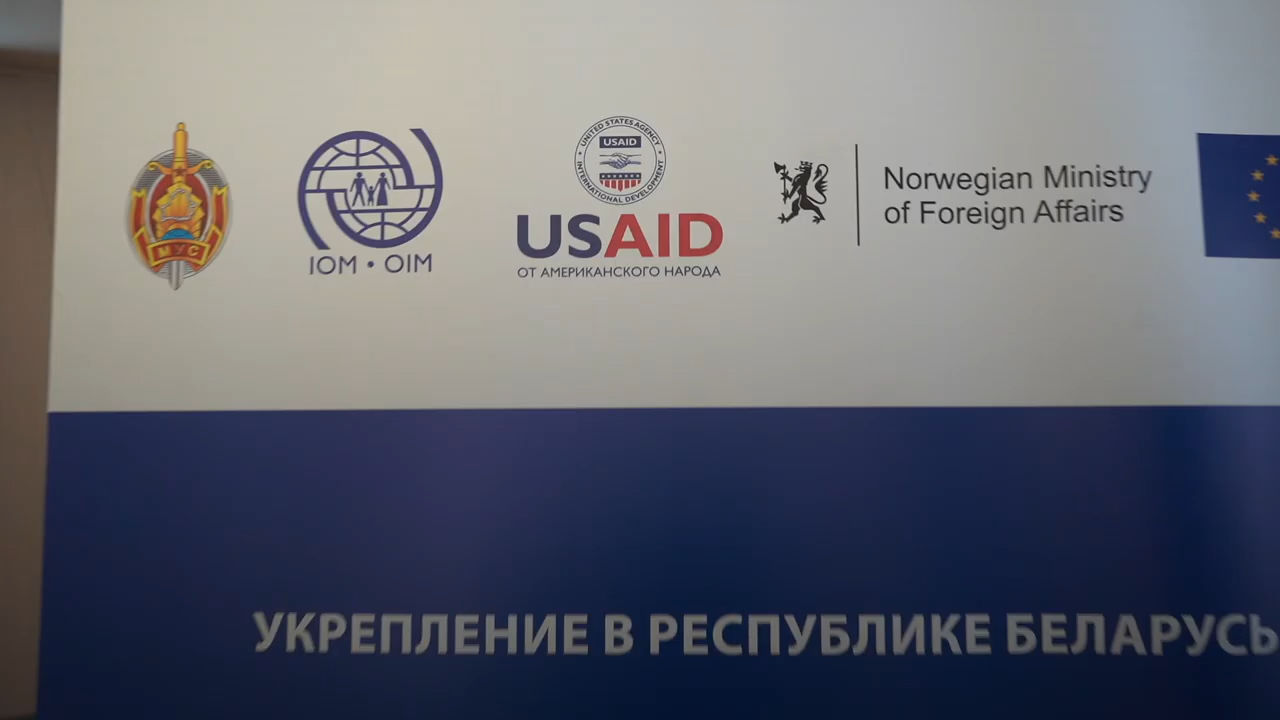 МУС
IOM • OIM
UNITED STATES AGENCY
INTERNATIONAL DEVELOPMENT
USAID
USAID
ОТ АМЕРИКАНСКОГО НАРОДА
Norwegian Ministry
of Foreign Affairs
УКРЕПЛЕНИЕ В РЕСПУБЛИКЕ БЕЛАРУСЬ